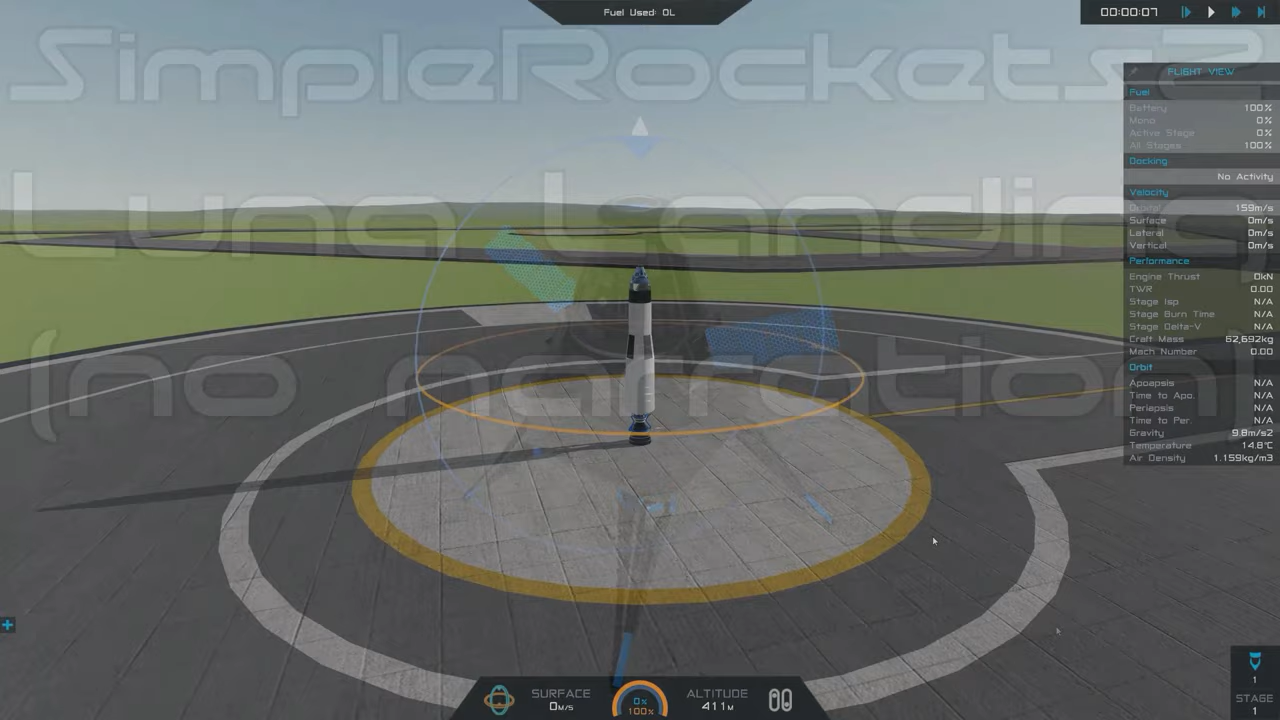 Fuel Used: 0L
00:00:07
SimpleRockets2
Luna Landing
(no narration)
FLIGHT VIEW
Fuel
Battery 100%
Mono 0%
Active Stage 0%
All Stages 100%
Docking
No Activity
Velocity
Orbital 159m/s
Surface 0m/s
Lateral 0m/s
Vertical 0m/s
Performance
Engine Thrust 0kN
TWR 0.00
Stage Isp N/A
Stage Burn Time N/A
Stage Delta-V N/A
Craft Mass 62,692kg
Mach Number 0.00
Orbit
Apoapsis N/A
Time to Apo. N/A
Periapsis N/A
Time to Per. N/A
Gravity 9.8m/s2
Temperature 14.8°C
Air Density 1.159kg/m3
SURFACE
0M/S
0%
100%
ALTITUDE
411M
1
STAGE
1